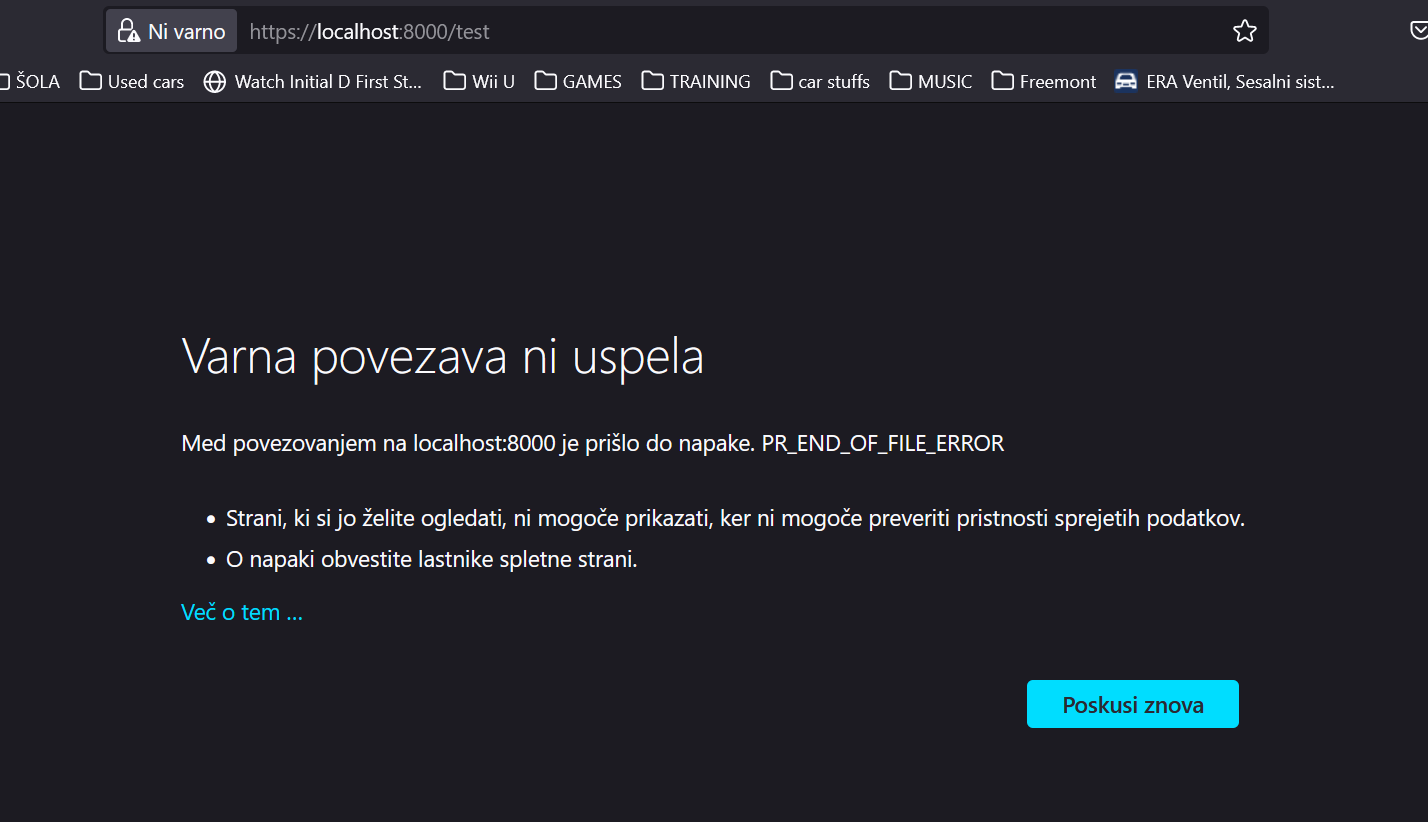 Ni varno https://localhost:8000/test
ŠOLA Used cars Watch Initial D First St... Wii U GAMES TRAINING car stuffs MUSIC Freemont ERA Ventil, Sesalni sist...
Varna povezava ni uspela
Med povezovanjem na localhost:8000 je prišlo do napake. PR_END_OF_FILE_ERROR
• Strani, ki si jo želite ogledati, ni mogoče prikazati, ker ni mogoče preveriti pristnosti sprejetih podatkov.
• O napaki obvestite lastnike spletne strani.
Več o tem ...
Poskusi znova